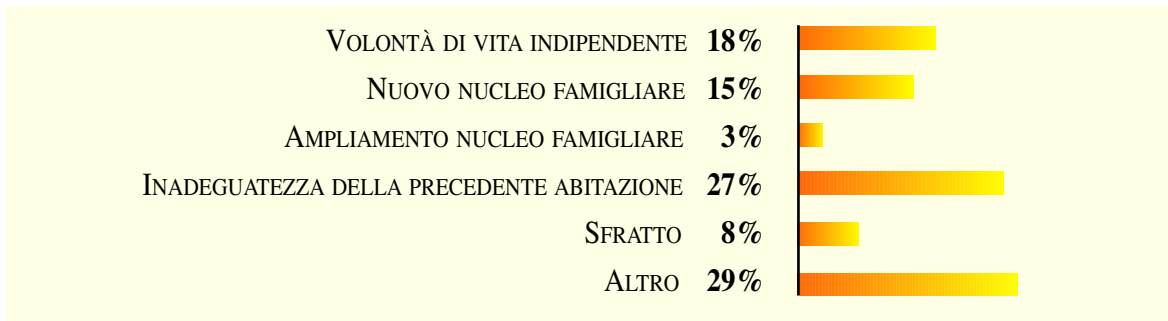 Volontà di vita indipendente 18%
Nuovo nucleo famigliare 15%
Ampliamento nucleo famigliare 3%
Inadeguatezza della precedente abitazione 27%
Sfratto 8%
Altro 29%